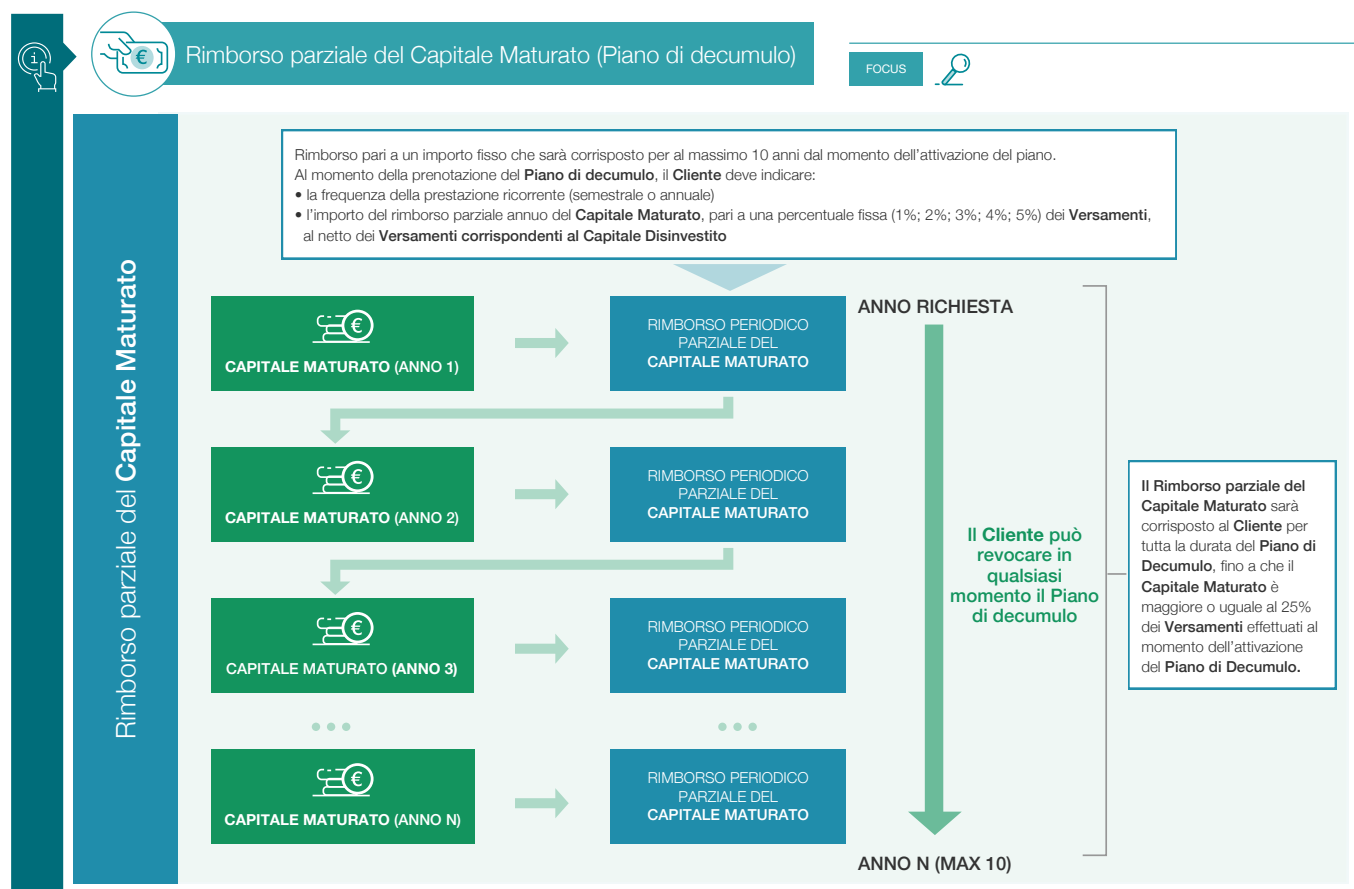 Rimborso parziale del Capitale Maturato (Piano di decumulo)
FOCUS
Rimborso parziale del Capitale Maturato
Rimborso pari a un importo fisso che sarà corrisposto per al massimo 10 anni dal momento dell'attivazione del piano.
Al momento della prenotazione del Piano di decumulo, il Cliente deve indicare:
• la frequenza della prestazione ricorrente (semestrale o annuale)
• l'importo del rimborso parziale annuo del Capitale Maturato, pari a una percentuale fissa (1%; 2%; 3%; 4%; 5%) dei Versamenti,
al netto dei Versamenti corrispondenti al Capitale Disinvestito
€
CAPITALE MATURATO (ANNO 1)
RIMBORSO PERIODICO
PARZIALE DEL
CAPITALE MATURATO
ANNO RICHIESTA
€
CAPITALE MATURATO (ANNO 2)
RIMBORSO PERIODICO
PARZIALE DEL
CAPITALE MATURATO
€
CAPITALE MATURATO (ANNO 3)
RIMBORSO PERIODICO
PARZIALE DEL
CAPITALE MATURATO
•••
•••
€
CAPITALE MATURATO (ANNO N)
RIMBORSO PERIODICO
PARZIALE DEL
CAPITALE MATURATO
Il Cliente può
revocare in
qualsiasi
momento il Piano
di decumulo
ANNO N (MAX 10)
Il Rimborso parziale del
Capitale Maturato sarà
corrisposto al Cliente per
tutta la durata del Piano di
Decumulo, fino a che il
Capitale Maturato è
maggiore o uguale al 25%
dei Versamenti effettuati al
momento dell'attivazione
del Piano di Decumulo.